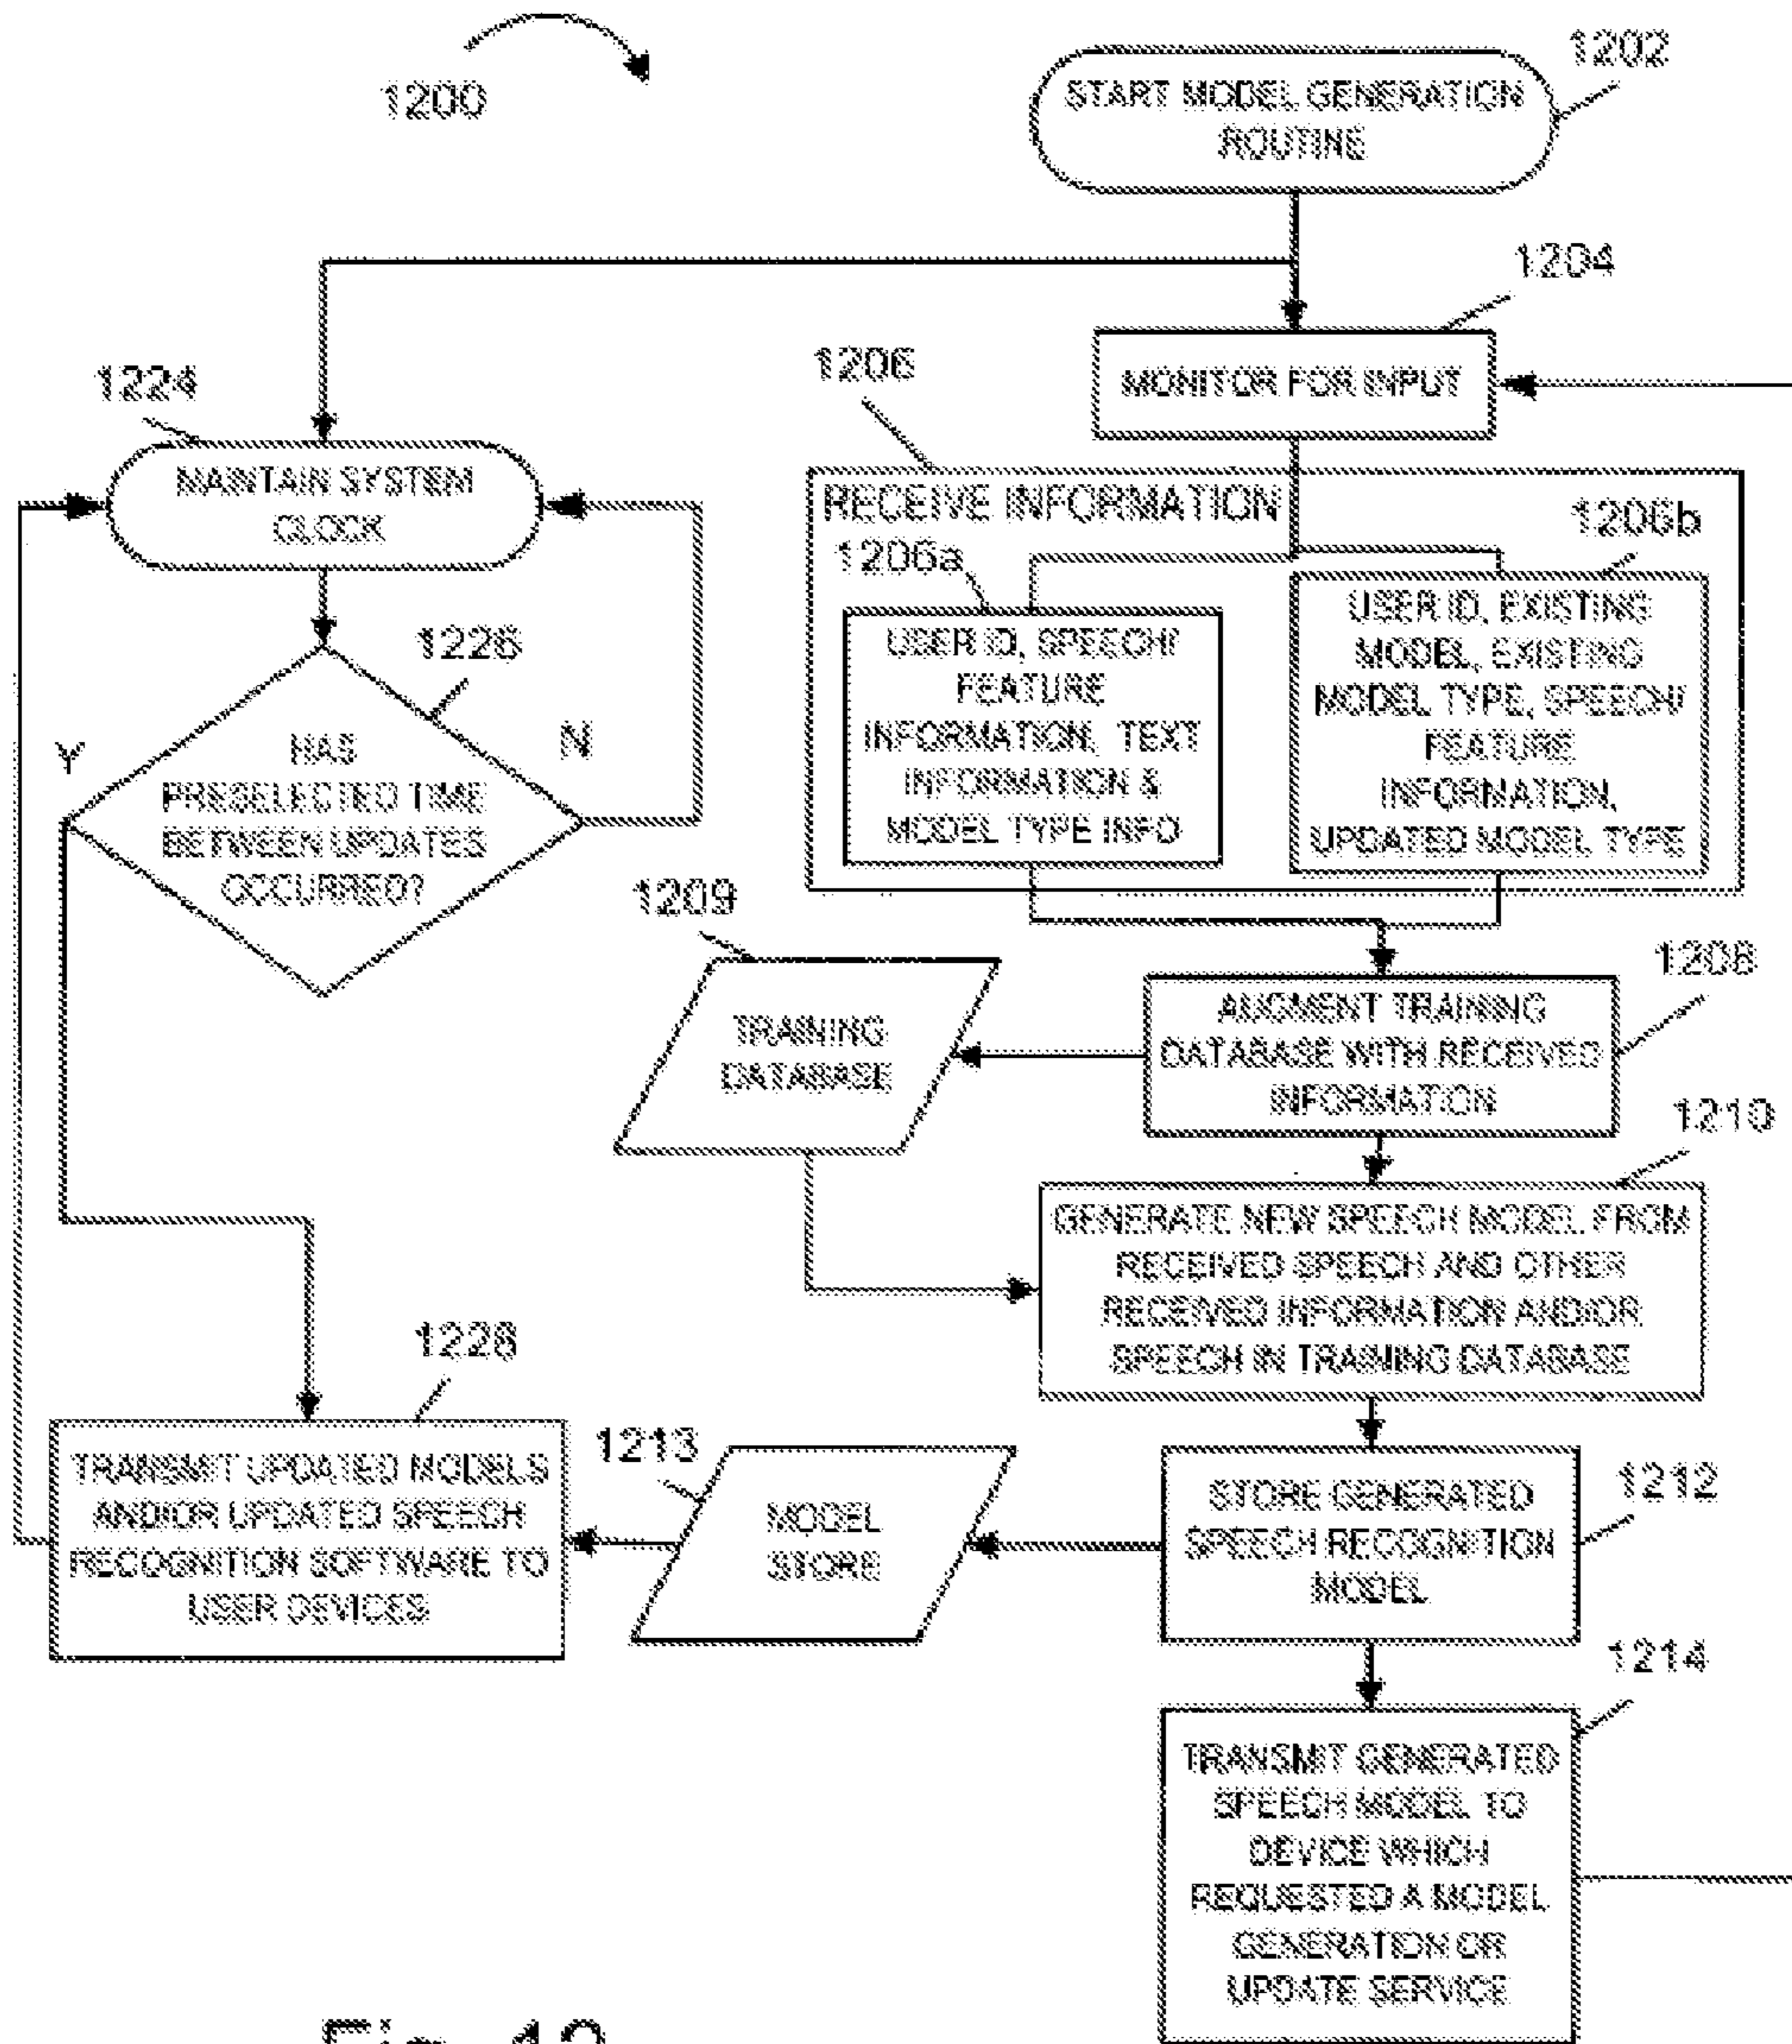 1200
1202
START MODEL GENERATION
ROUTINE
1204
MONITOR FOR INPUT
1206
RECEIVE INFORMATION
1206a
USER ID, SPEECH/
FEATURE
INFORMATION, TEXT
INFORMATION &
MODEL TYPE INFO
1206b
USER ID, EXISTING
MODEL, EXISTING
MODEL TYPE, SPEECH/
FEATURE
INFORMATION,
UPDATED MODEL TYPE
1224
MAINTAIN SYSTEM
CLOCK
1226
Y
N
HAS
PRESELECTED TIME
BETWEEN UPDATES
OCCURRED?
1209
TRAINING
DATABASE
1208
AUGMENT TRAINING
DATABASE WITH RECEIVED
INFORMATION
1210
GENERATE NEW SPEECH MODEL FROM
RECEIVED SPEECH AND OTHER
RECEIVED INFORMATION AND/OR
SPEECH IN TRAINING DATABASE
1228
TRANSMIT UPDATED MODELS
AND/OR UPDATED SPEECH
RECOGNITION SOFTWARE TO
USER DEVICES
1213
MODEL
STORE
1212
STORE GENERATED
SPEECH RECOGNITION
MODEL
1214
TRANSMIT GENERATED
SPEECH MODEL TO
DEVICE WHICH
REQUESTED A MODEL
GENERATION OR
UPDATE SERVICE